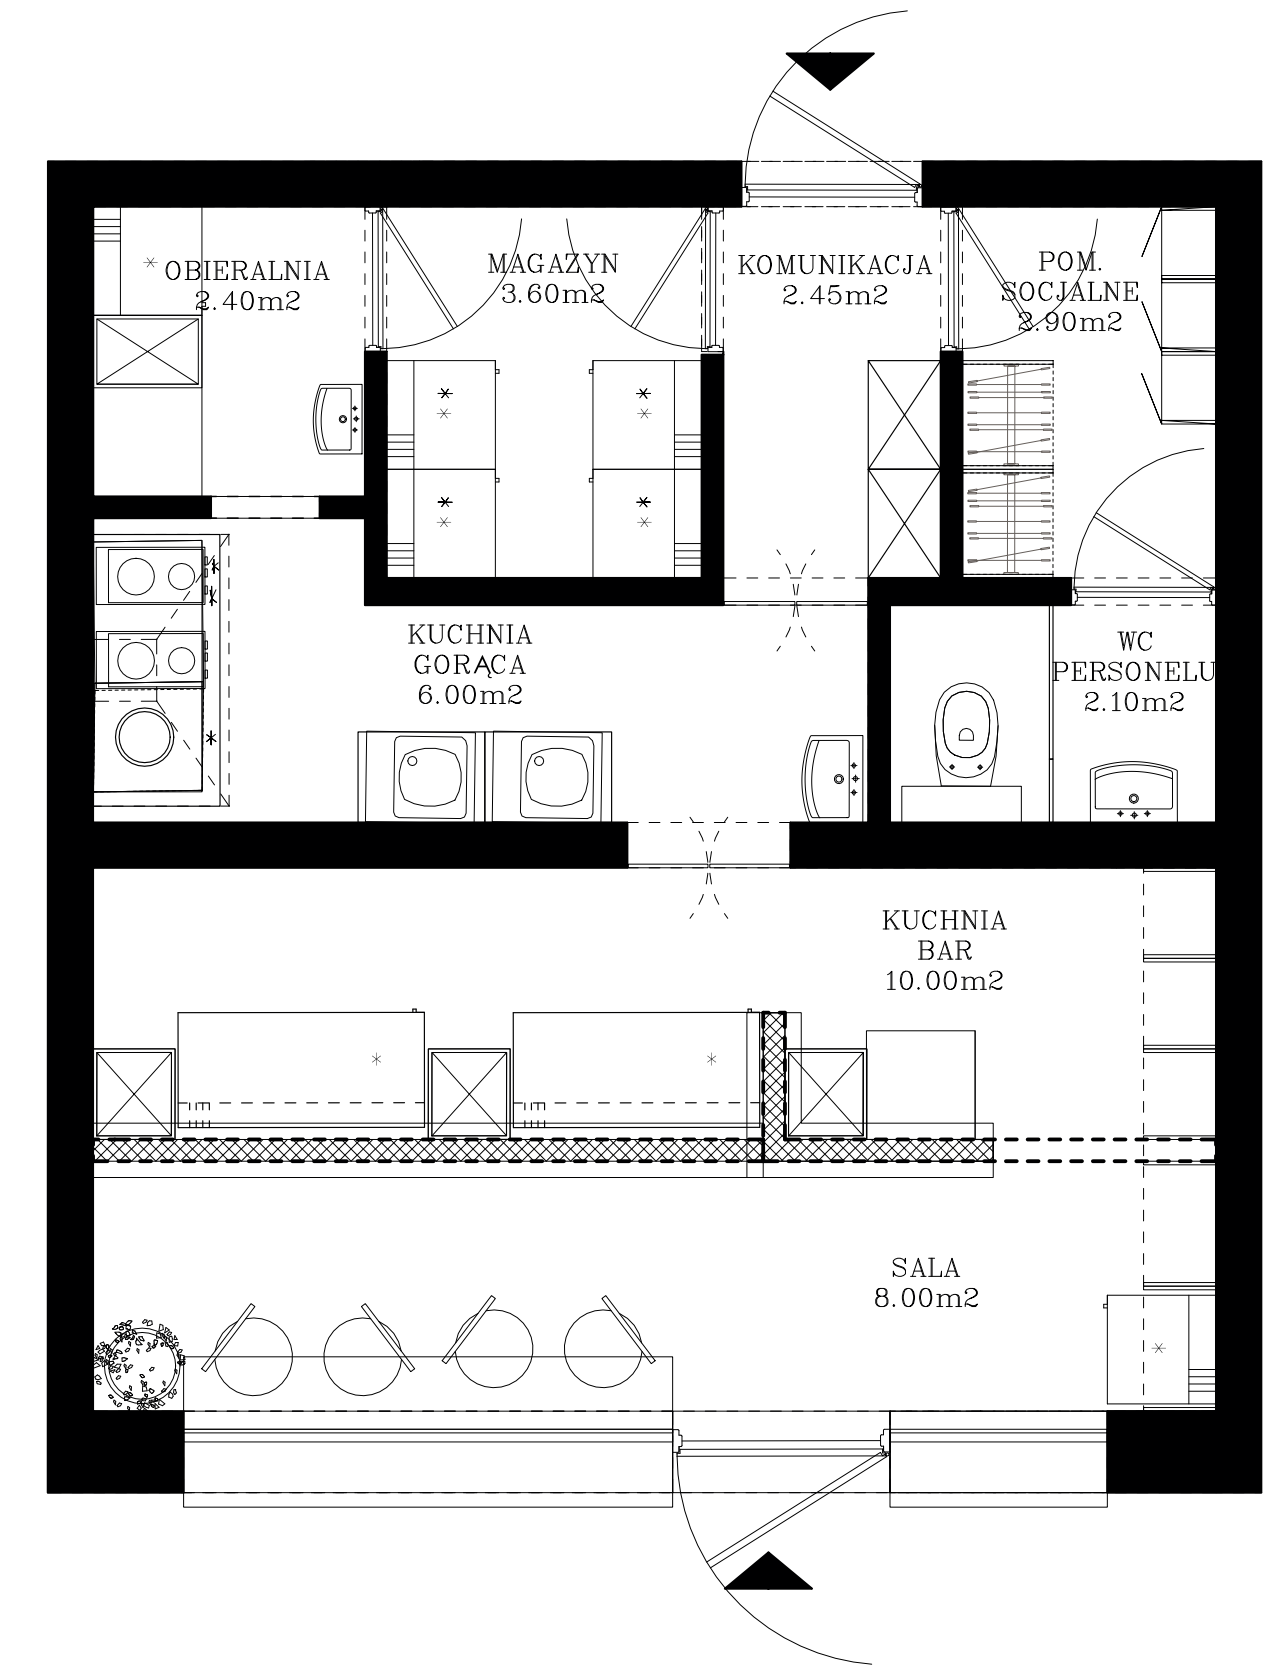 OBIERALNIA
2.40m2
MAGAZYN
3.60m2
KOMUNIKACJA
2.45m2
POM.
SOCJALNE
2.90m2
KUCHNIA
GORĄCA
6.00m2
WC
PERSONELU
2.10m2
KUCHNIA
BAR
10.00m2
SALA
8.00m2